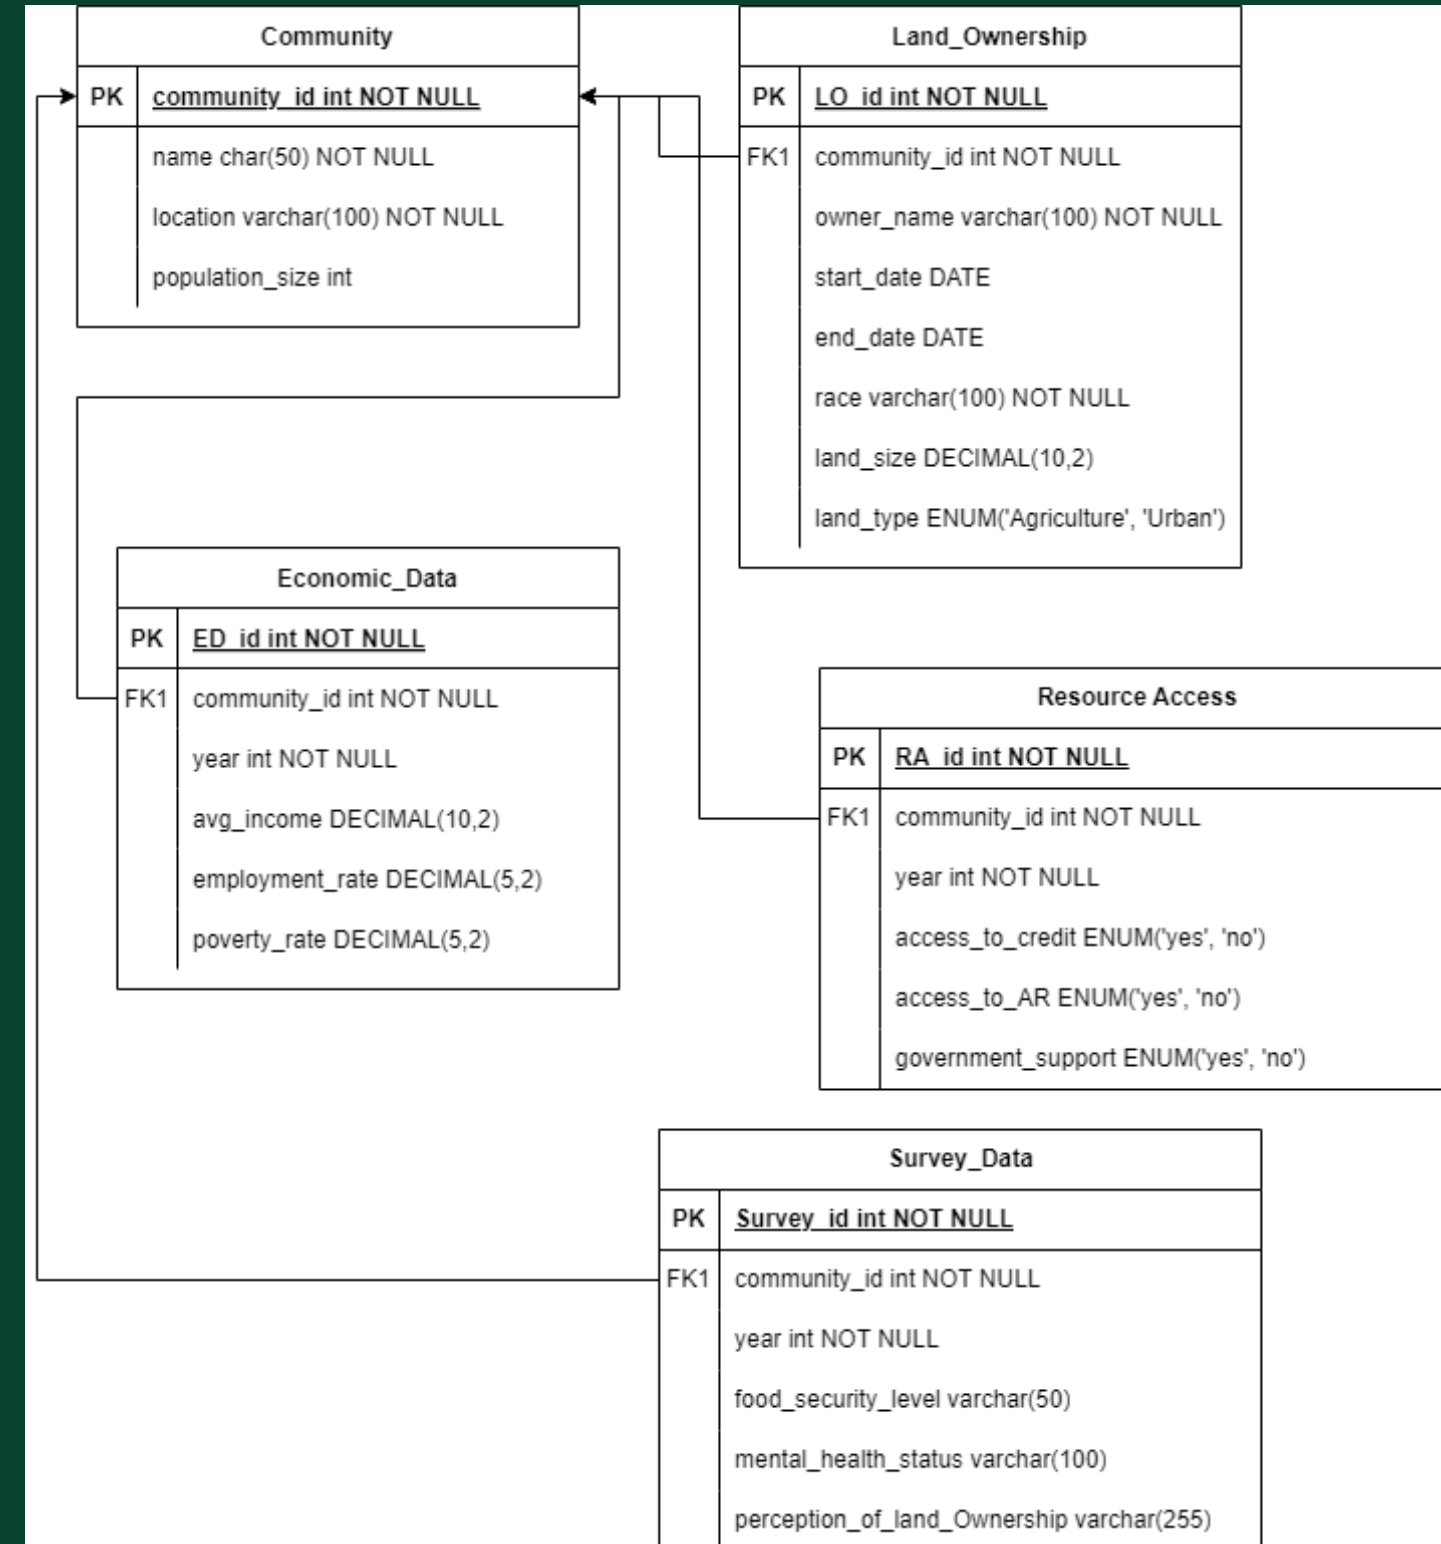 Community
PK community_id int NOT NULL
name char(50) NOT NULL
location varchar(100) NOT NULL
population_size int
Land_Ownership
PK LO_id int NOT NULL
FK1 community_id int NOT NULL
owner_name varchar(100) NOT NULL
start_date DATE
end_date DATE
race varchar(100) NOT NULL
land_size DECIMAL(10,2)
land_type ENUM('Agriculture', 'Urban')
Economic_Data
PK ED_id int NOT NULL
FK1 community_id int NOT NULL
year int NOT NULL
avg_income DECIMAL(10,2)
employment_rate DECIMAL(5,2)
poverty_rate DECIMAL(5,2)
Resource Access
PK RA_id int NOT NULL
FK1 community_id int NOT NULL
year int NOT NULL
access_to_credit ENUM('yes', 'no')
access_to_AR ENUM('yes', 'no')
government_support ENUM('yes', 'no')
Survey_Data
PK Survey_id int NOT NULL
FK1 community_id int NOT NULL
year int NOT NULL
food_security_level varchar(50)
mental_health_status varchar(100)
perception_of_land_Ownership varchar(255)